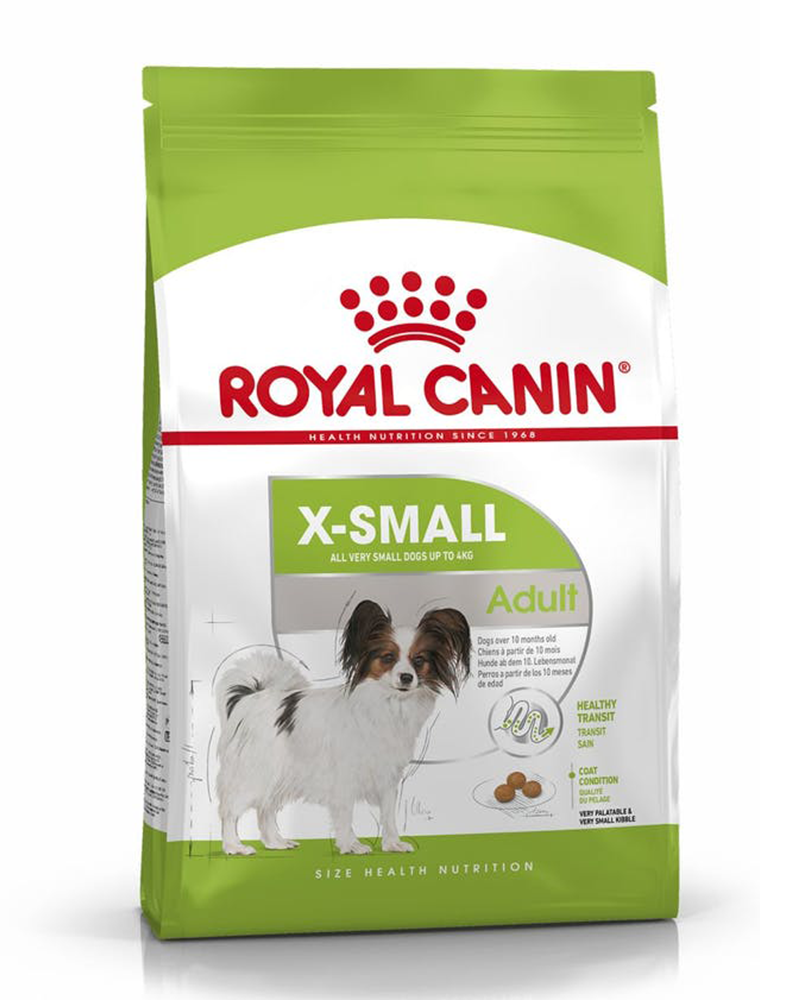 ROYAL CANIN®
HEALTH NUTRITION SINCE 1968
X-SMALL
ALL VERY SMALL DOGS UP TO 4KG
Adult
Dogs over 10 months old
Chiens à partir de 10 mois
Hunde ab dem 10. Lebensmonat
Perros a partir de los 10 meses
de edad
HEALTHY
TRANSIT
TRANSIT
SAIN
COAT
CONDITION
QUALITÉ
DU PELAGE
VERY PALATABLE &
VERY SMALL KIBBLE
SIZE HEALTH NUTRITION